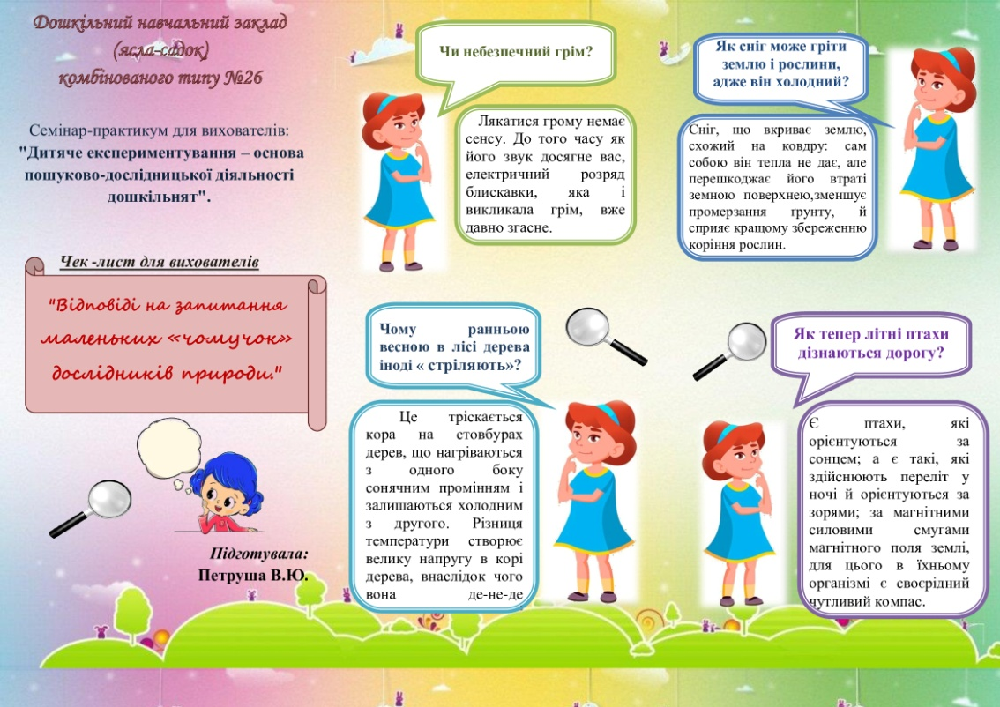 Дошкільний навчальний заклад
(ясла-садок)
комбінованого типу №26
Семінар-практикум для вихователів:
"Дитяче експериментування – основа
пошуково-дослідницької діяльності
дошкільнят".
Чек -лист для вихователів
"Відповіді на запитання
маленьких «чомучок»
дослідників природи."
Підготувала:
Петруша В.Ю.
Чи небезпечний грім?
Лякатися грому немає
сенсу. До того часу як
його звук досягне вас,
електричний розряд
блискавки, яка і
викликала грім, вже
давно згасне.
Як сніг може гріти
землю і рослини,
адже він холодний?
Сніг, що вкриває землю,
схожий на ковдру: сам
собою він тепла не дає, але
перешкоджає його втраті
земною поверхнею,зменшує
промерзання ґрунту, й
сприяє кращому збереженню
коріння рослин.
Чому ранньою
весною в лісі дерева
іноді « стріляють»?
Це тріскається
кора на стовбурах
дерев, що нагріваються
з одного боку
сонячним промінням і
залишаються холодним
з другого. Різниця
температури створює
велику напругу в корі
дерева, внаслідок чого
вона де-не-де
Як тепер літні птахи
дізнаються дорогу?
Є птахи, які
орієнтуються за
сонцем; а є такі, які
здійснюють переліт у
ночі й орієнтуються за
зорями; за магнітними
силовими смугами
магнітного поля землі,
для цього в їхньому
організмі є своєрідний
чутливий компас.